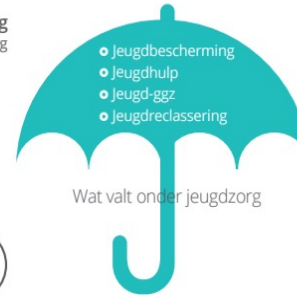 g
g
Jeugdbescherming
Jeugdhulp
Jeugd-ggz
Jeugdreclassering
Wat valt onder jeugdzorg